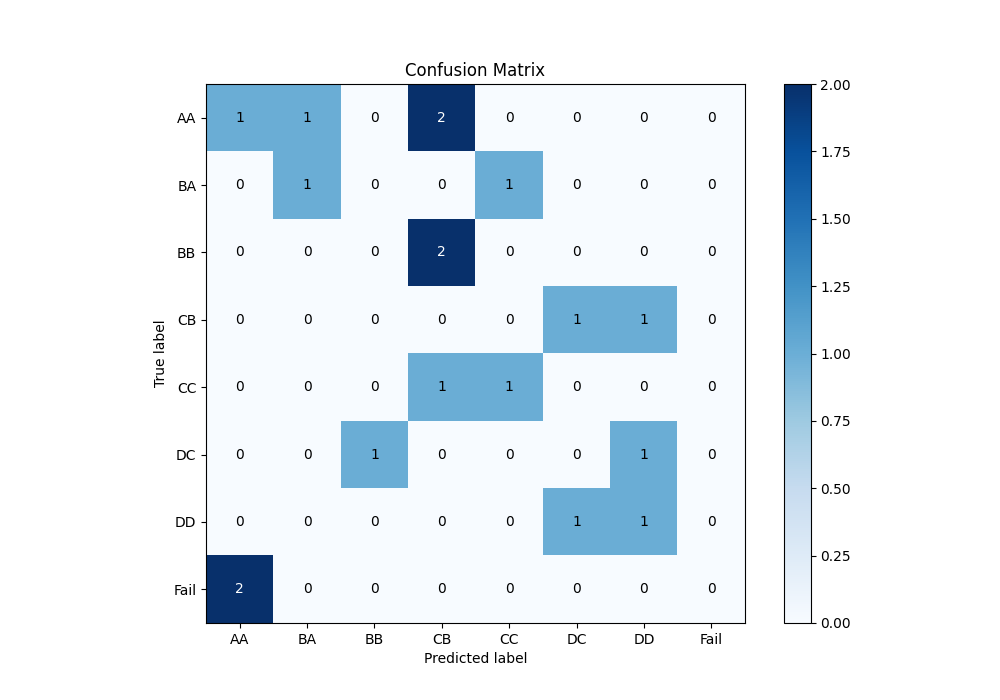 Confusion Matrix
True label
AA 1 1 0 2 0 0 0 0
BA 0 1 0 0 1 0 0 0
BB 0 0 0 2 0 0 0 0
CB 0 0 0 0 0 1 1 0
CC 0 0 0 1 1 0 0 0
DC 0 0 1 0 0 0 1 0
DD 0 0 0 0 0 1 1 0
Fail 2 0 0 0 0 0 0 0
AA BA BB CB CC DC DD Fail
Predicted label
2.00
1.75
1.50
1.25
1.00
0.75
0.50
0.25
0.00